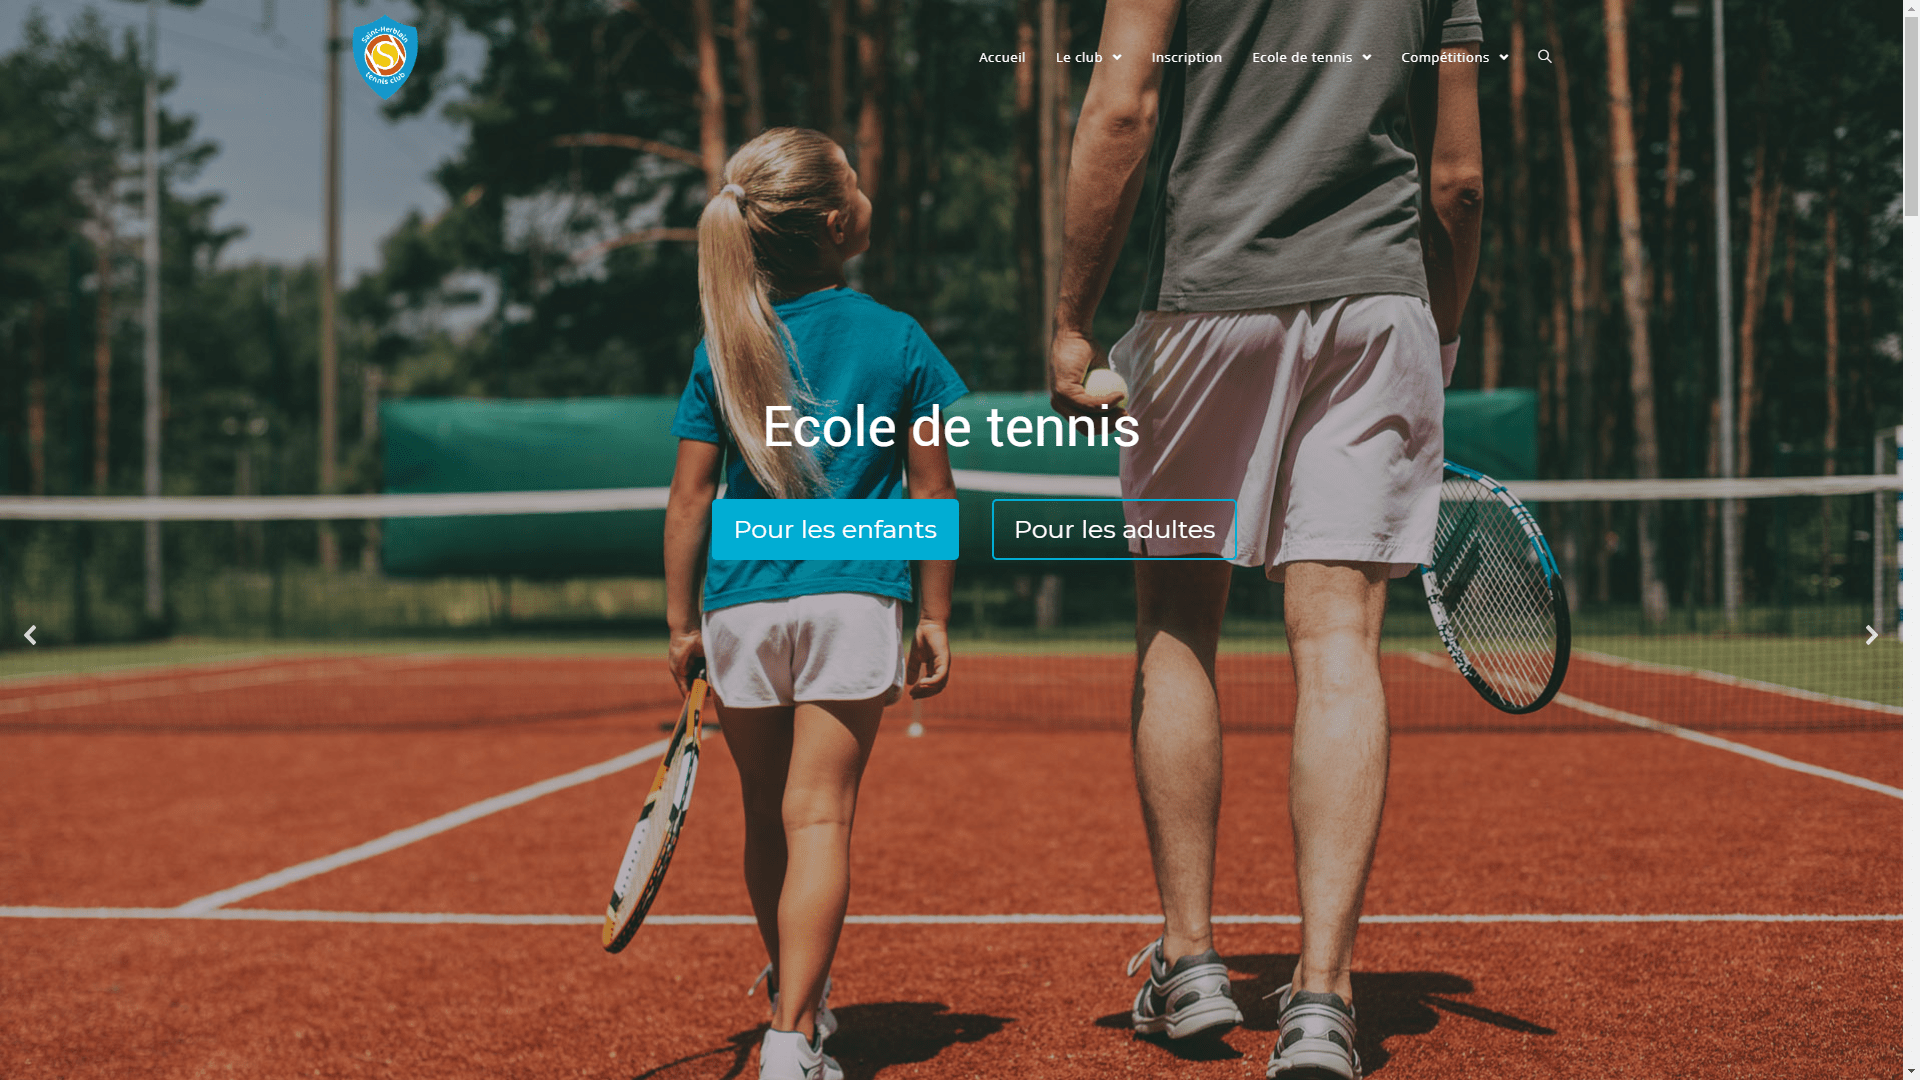 Saint-Herblain
S
tennis club
Accueil
Le club
Inscription
Ecole de tennis
Compétitions
Ecole de tennis
Pour les enfants
Pour les adultes